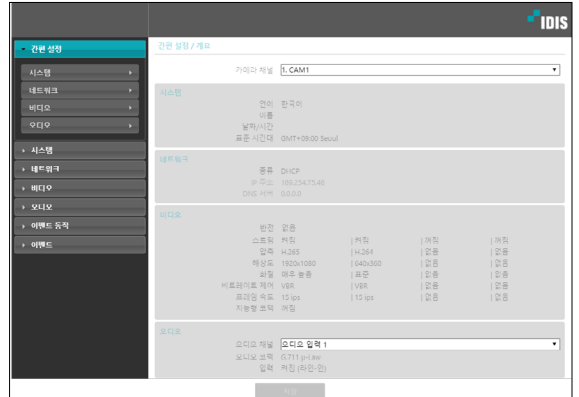 IDIS
간편 설정
시스템
네트워크
비디오
오디오
시스템
네트워크
비디오
오디오
이벤트 동작
이벤트
간편 설정 / 개요
카메라 채널 1. CAM1
시스템
언어 한국어
이름
날짜/시간
표준 시간대 GMT+09:00 Seoul
네트워크
종류 DHCP
IP 주소 169.254.75.46
DNS 서버 0.0.0.0
비디오
반전 없음
스트림 켜짐 | 켜짐 | 꺼짐 | 꺼짐
압축 H.265 | H.264 | 없음 | 없음
해상도 1920x1080 | 640x360 | 없음 | 없음
화질 매우 높음 | 표준 | 없음 | 없음
비트레이트 제어 VBR | VBR | 없음 | 없음
프레임 속도 15 ips | 15 ips | 없음 | 없음
지능형 코덱 꺼짐
오디오
오디오 채널 오디오 입력 1
오디오 코덱 G.711 μ-Law
입력 켜진 (라인-인)
저장